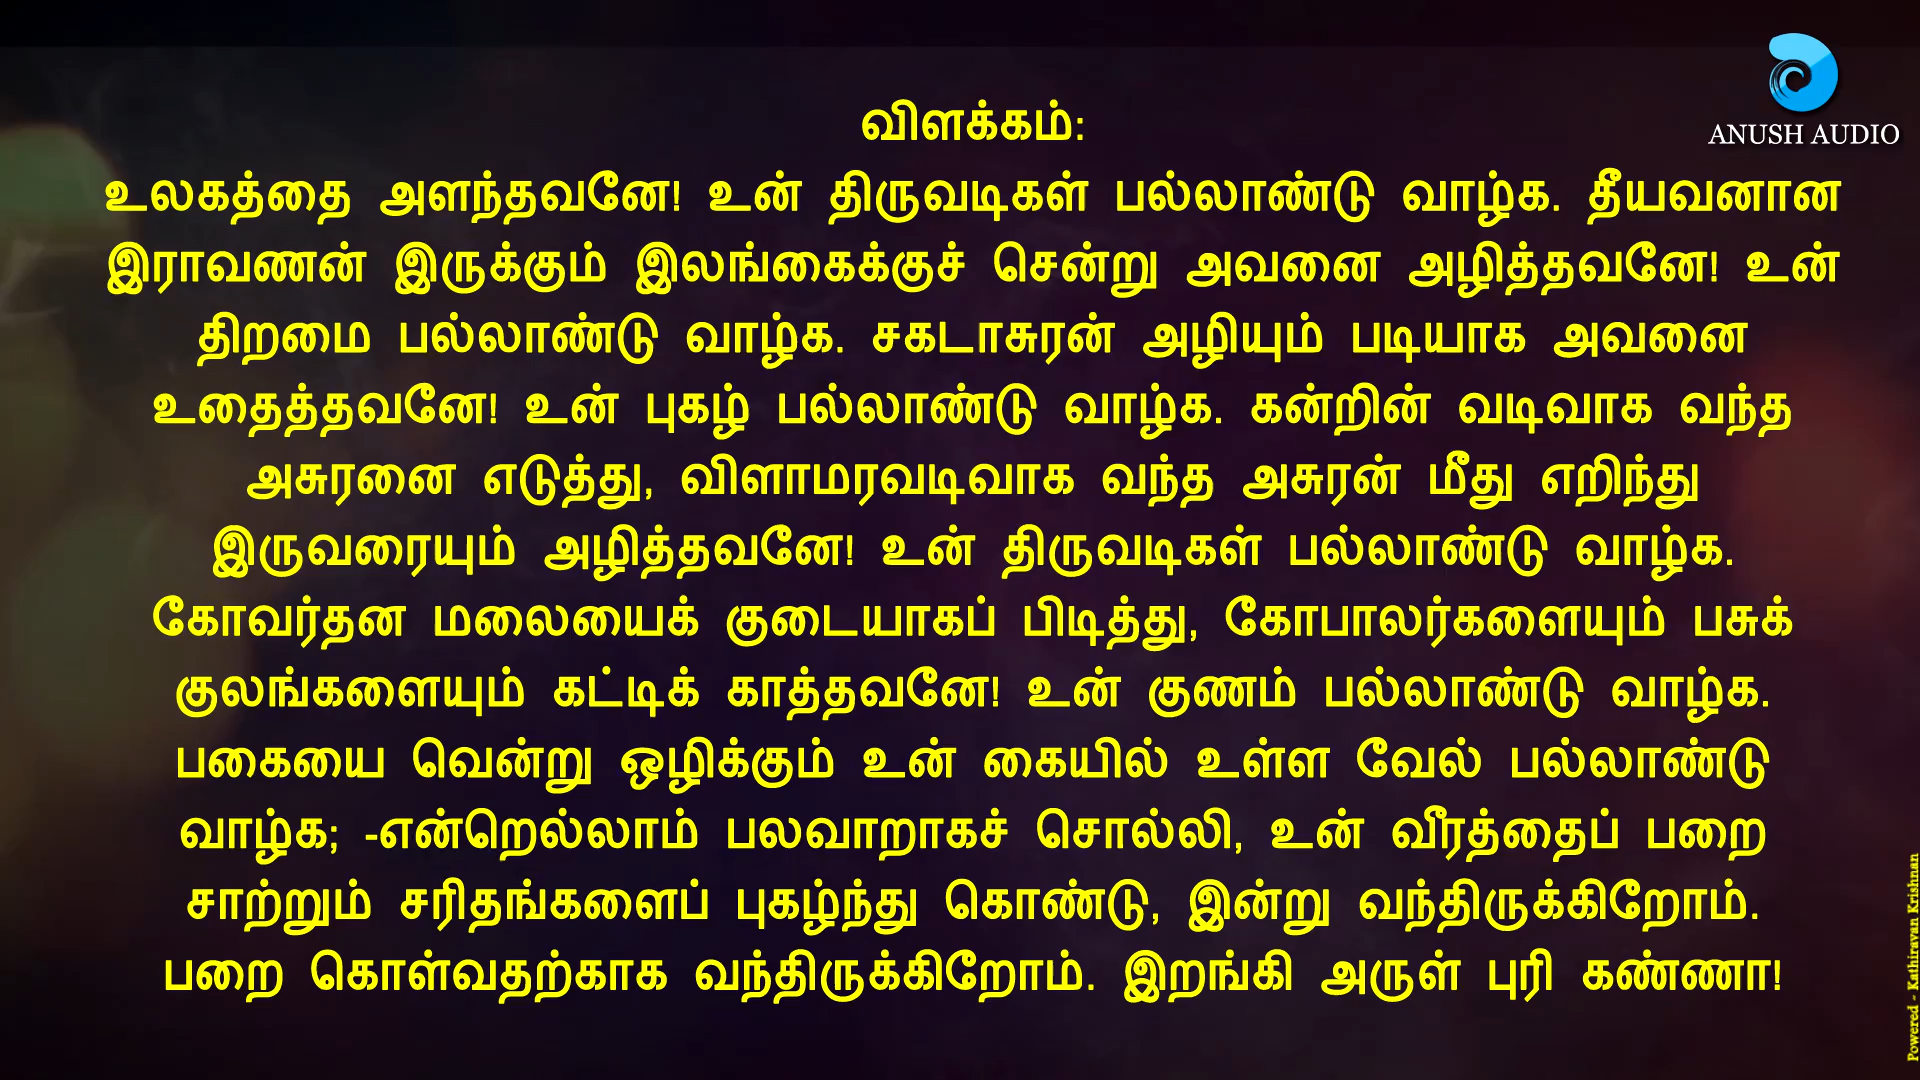 ANUSH AUDIO
விளக்கம்:
உலகத்தை அளந்தவனே! உன் திருவடிகள் பல்லாண்டு வாழ்க. தீயவனான
இராவணன் இருக்கும் இலங்கைக்குச் சென்று அவனை அழித்தவனே! உன்
திறமை பல்லாண்டு வாழ்க. சகடாசுரன் அழியும் படியாக அவனை
உதைத்தவனே! உன் புகழ் பல்லாண்டு வாழ்க. கன்றின் வடிவாக வந்த
அசுரனை எடுத்து, விளாமரவடிவாக வந்த அசுரன் மீது எறிந்து
இருவரையும் அழித்தவனே! உன் திருவடிகள் பல்லாண்டு வாழ்க.
கோவர்தன மலையைக் குடையாகப் பிடித்து, கோபாலர்களையும் பசுக்
குலங்களையும் கட்டிக் காத்தவனே! உன் குணம் பல்லாண்டு வாழ்க.
பகையை வென்று ஒழிக்கும் உன் கையில் உள்ள வேல் பல்லாண்டு
வாழ்க; -என்றெல்லாம் பலவாறாகச் சொல்லி, உன் வீரத்தைப் பறை
சாற்றும் சரிதங்களைப் புகழ்ந்து கொண்டு, இன்று வந்திருக்கிறோம்.
பறை கொள்வதற்காக வந்திருக்கிறோம். இறங்கி அருள் புரி கண்ணா!
Powered ~ Kathiravan Krishnan